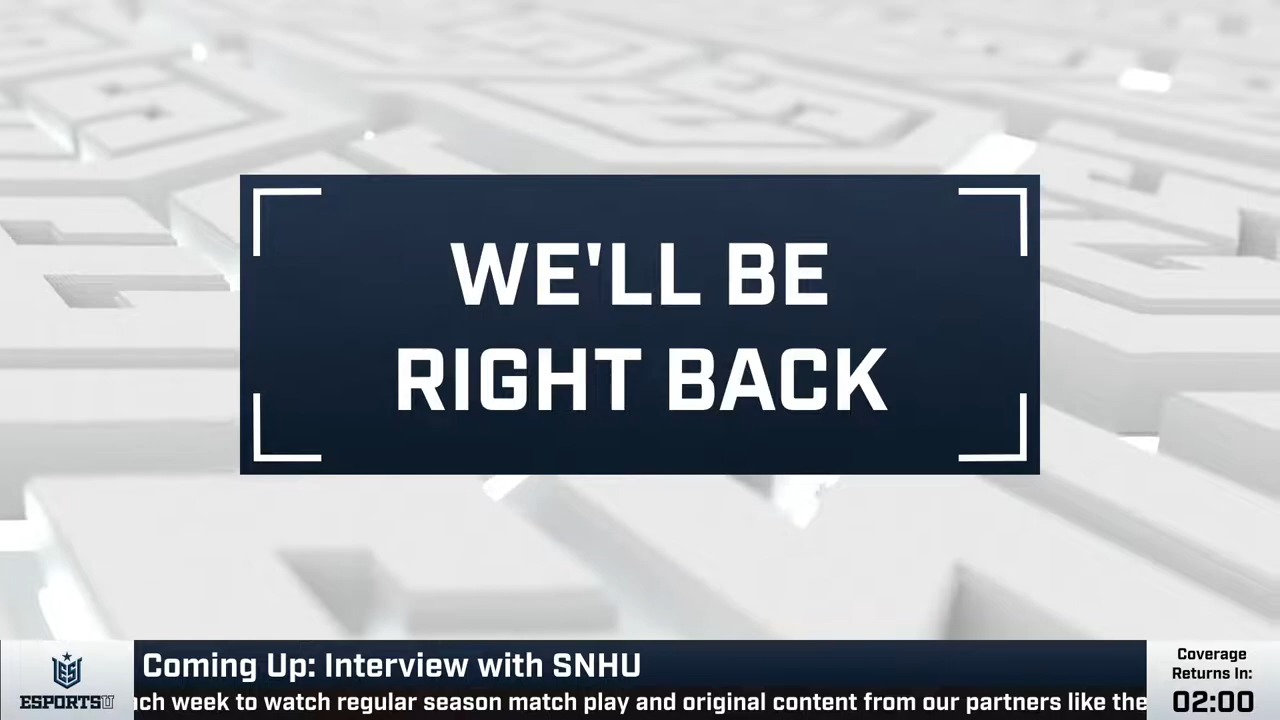 WE'LL BE
RIGHT BACK
Coming Up: Interview with SNHU
ch week to watch regular season match play and original content from our partners like the
ESPORTSU
Coverage
Returns In:
02:00